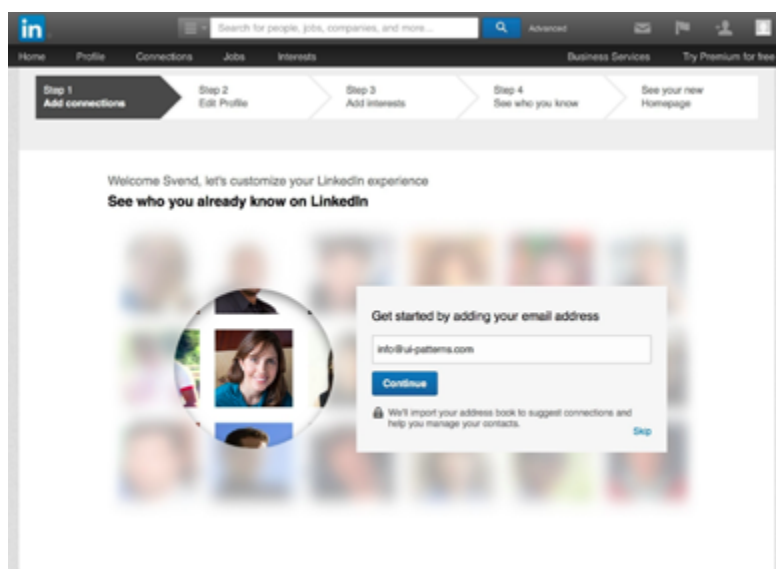 in
Search for people, jobs, companies, and more...
Advanced
Home Profile Connections Jobs Interests Business Services Try Premium for free
Step 1 Step 2 Step 3 Step 4 See your new
Add connections Edit Profile Add interests See who you know Homepage
Welcome Svend, let's customize your LinkedIn experience
See who you already know on LinkedIn
Get started by adding your email address
info@ui-patterns.com
Continue
We'll import your address book to suggest connections and
help you manage your contacts.
Skip